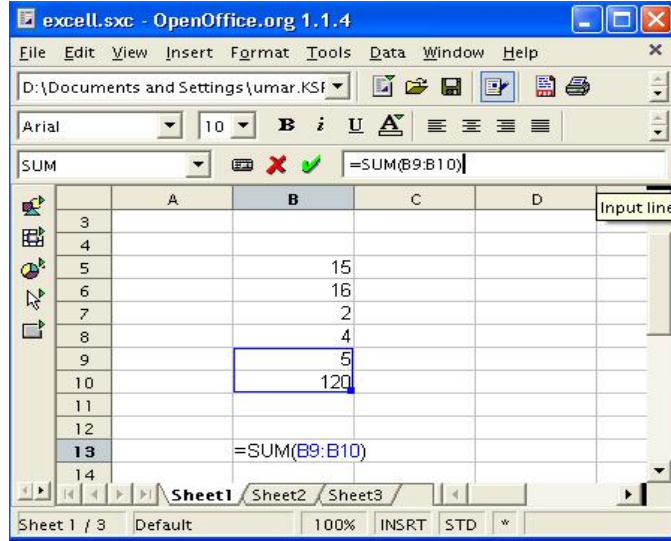 excell.sxc - OpenOffice.org 1.1.4
File Edit View Insert Format Tools Data Window Help
D:\Documents and Settings\umar.KSF
Arial 10 B i U A
SUM =SUM(B9:B10)
A B C D
Input line
3
4
5 15
6 16
7 2
8 4
9 5
10 120
11
12
13 =SUM(B9:B10)
14
Sheet1 Sheet2 Sheet3
Sheet 1 / 3 Default 100% INSRT STD *